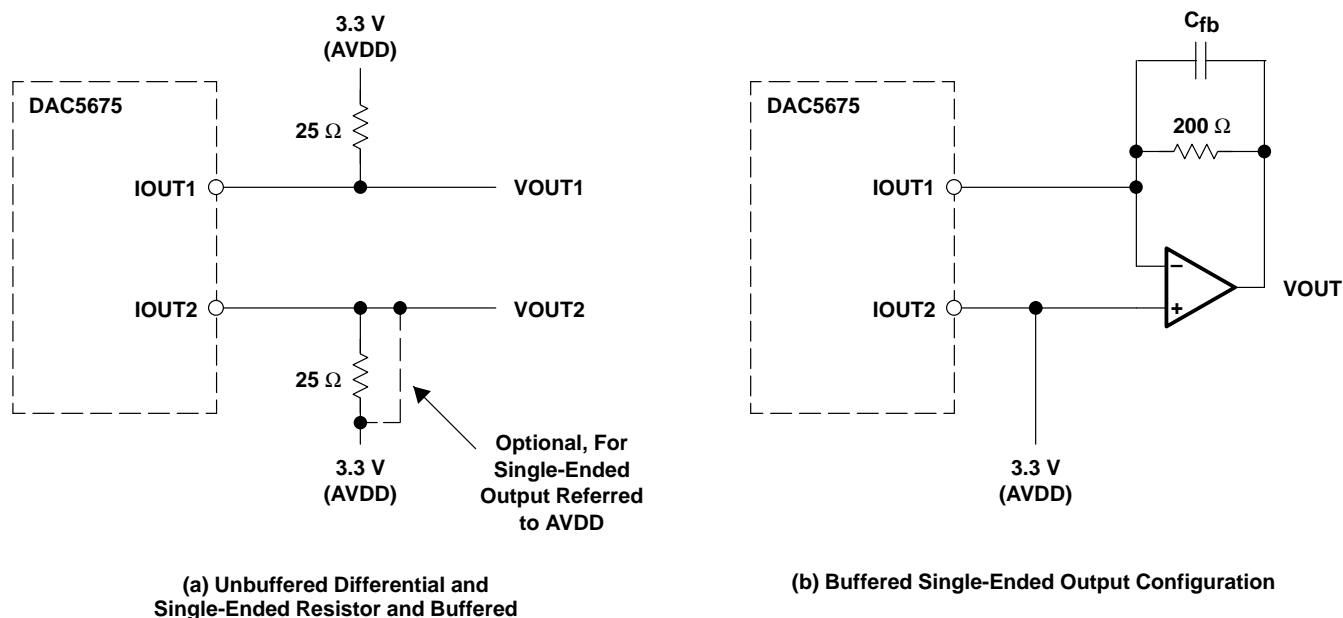 3.3 V
(AVDD)
DAC5675
25 Ω
IOUT1
VOUT1
IOUT2
VOUT2
25 Ω
3.3 V
(AVDD)
Optional, For
Single-Ended
Output Referred
to AVDD
(a) Unbuffered Differential and
Single-Ended Resistor and Buffered
Cfb
DAC5675
200 Ω
IOUT1
−
IOUT2
+
VOUT
3.3 V
(AVDD)
(b) Buffered Single-Ended Output Configuration